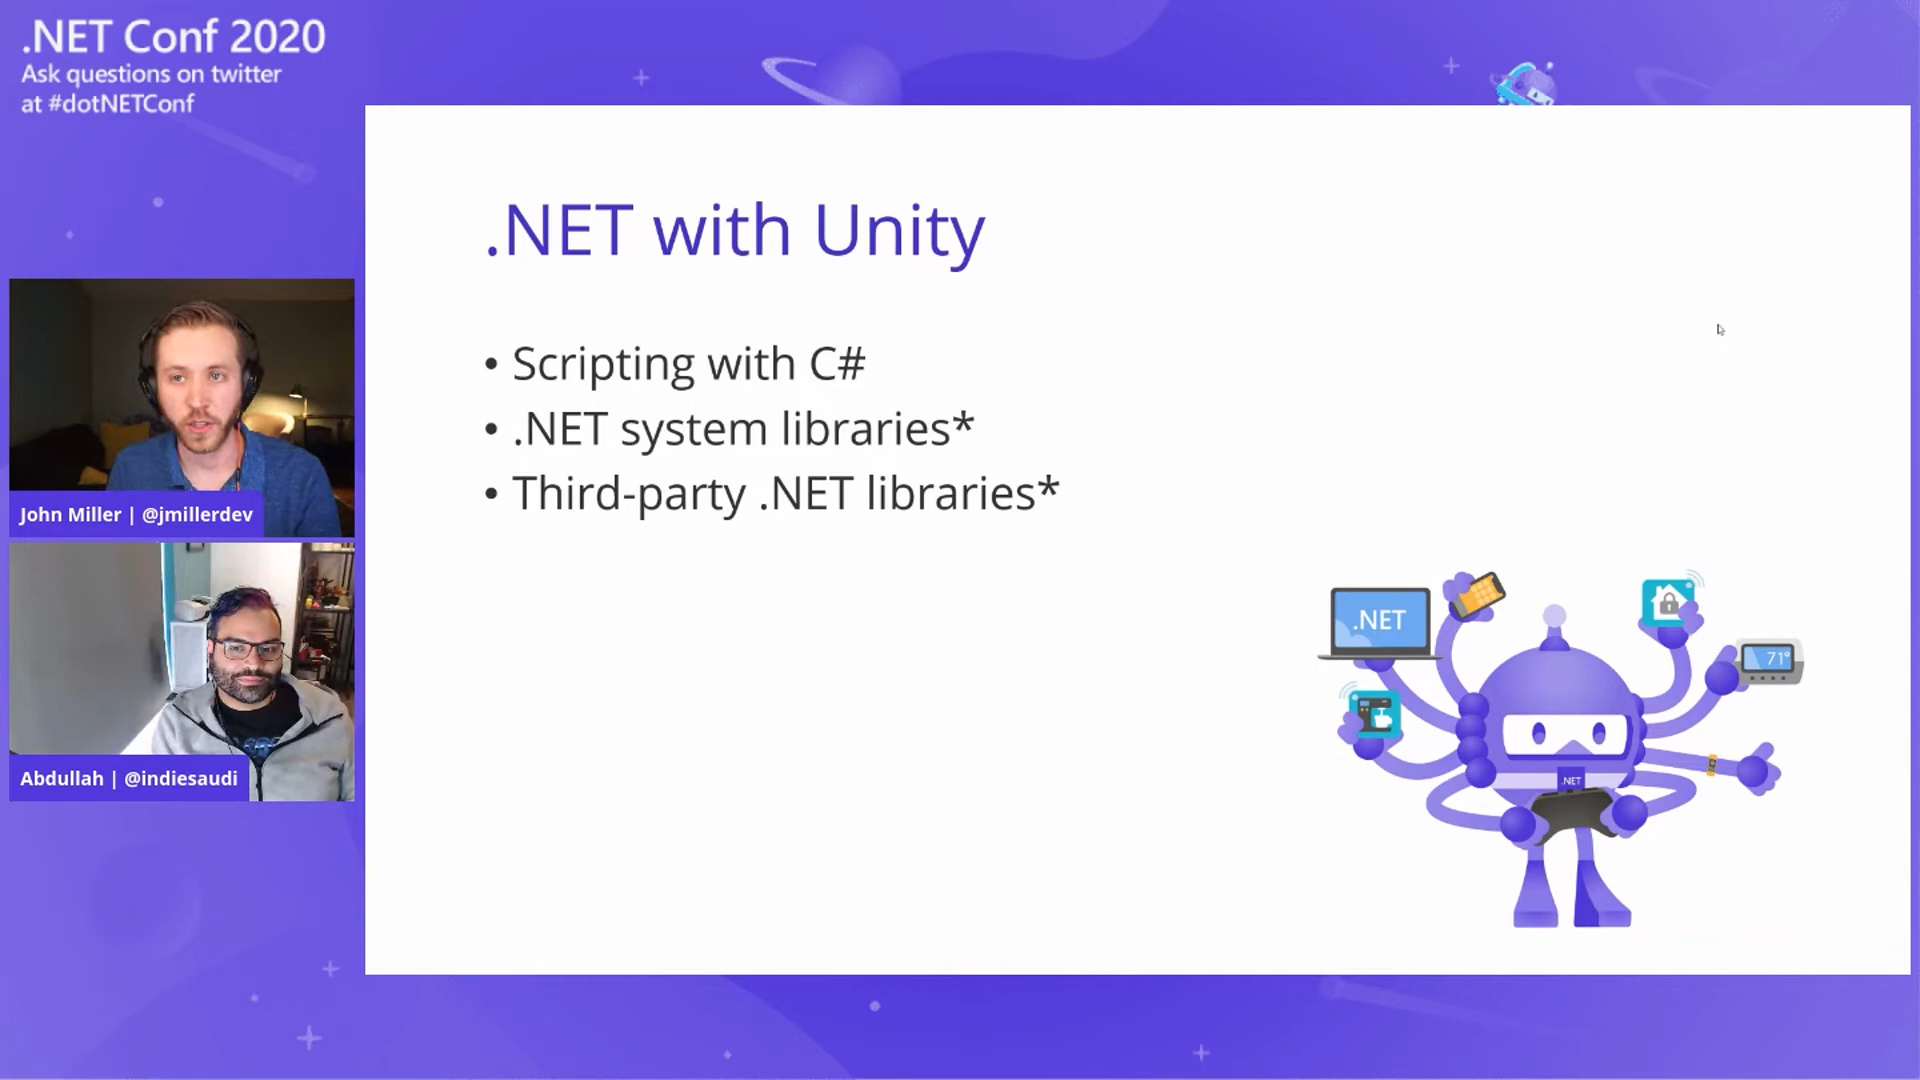 .NET Conf 2020
Ask questions on twitter
at #dotNETConf
.NET with Unity
• Scripting with C#
• .NET system libraries*
• Third-party .NET libraries*
John Miller | @jmillerdev
Abdullah | @indiesaudi
.NET
71°
.NET